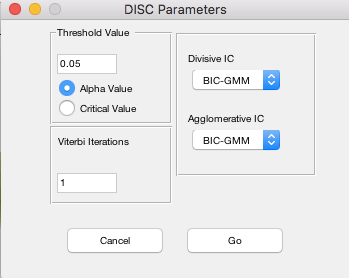 DISC Parameters
Threshold Value
0.05
Alpha Value
Critical Value
Viterbi Iterations
1
Divisive IC
BIC-GMM
Agglomerative IC
BIC-GMM
Cancel
Go